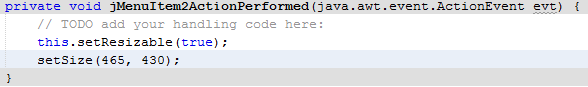 private void jMenuItem2ActionPerformed(java.awt.event.ActionEvent evt) {
// TODO add your handling code here:
this.setResizable(true);
setSize(465, 430);
}